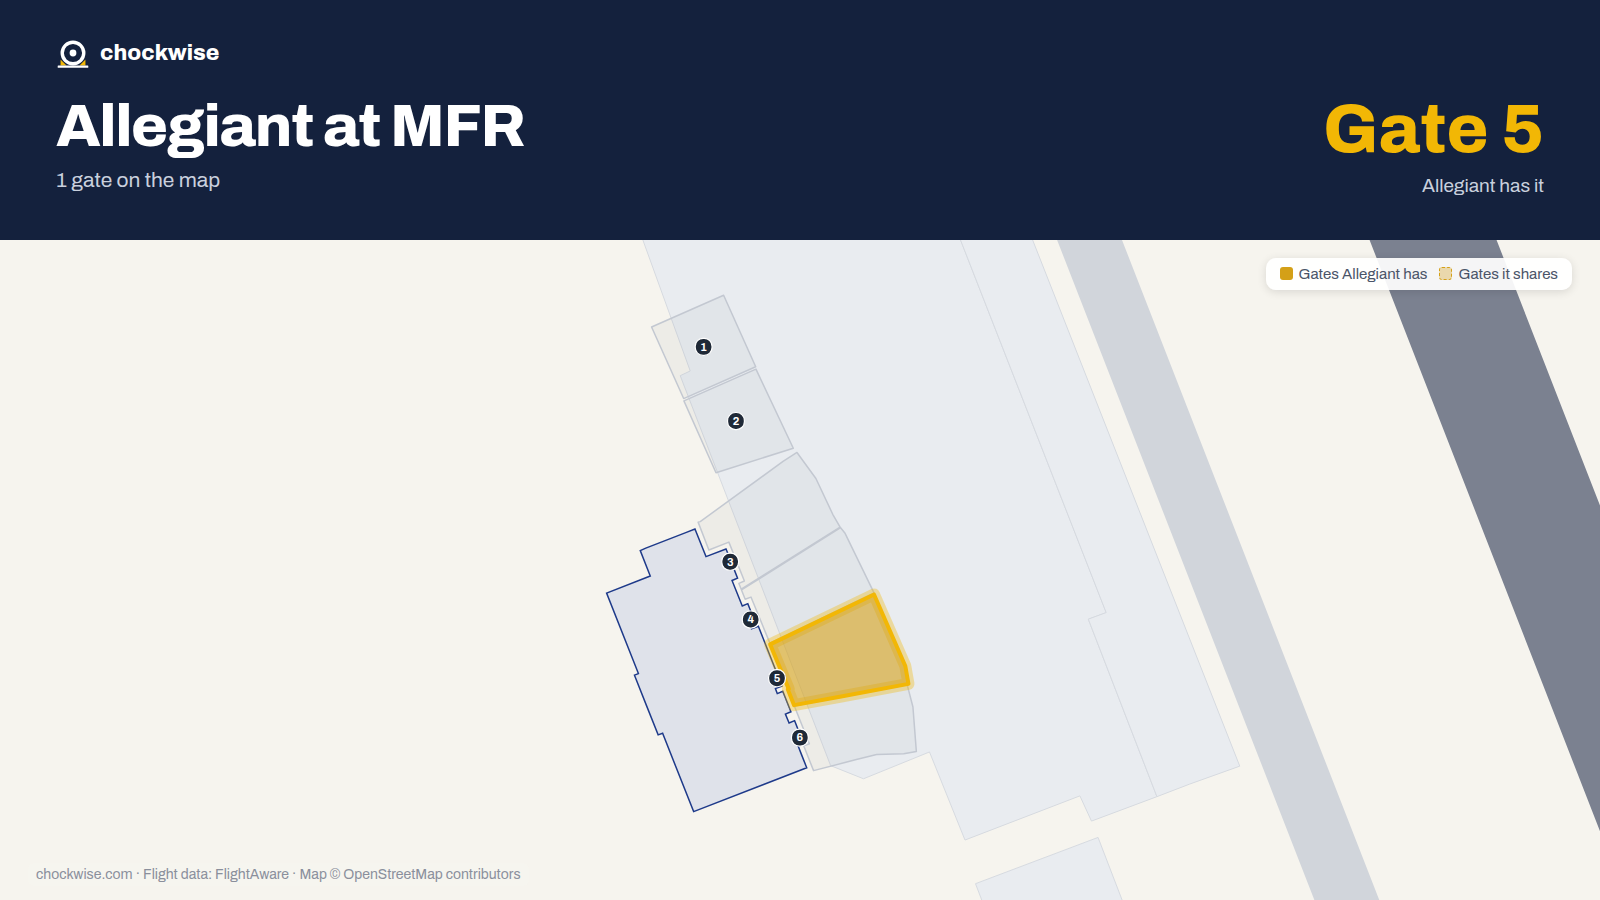 chockwise
Allegiant at MFR
1 gate on the map
Gate 5
Allegiant has it
Gates Allegiant has
Gates it shares
1
2
3
4
5
6
chockwise.com · Flight data: FlightAware · Map © OpenStreetMap contributors